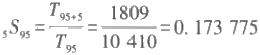 ₅S₉₅ = T₉₅₊₅ / T₉₅ = 1809 / 10 410 = 0. 173 775